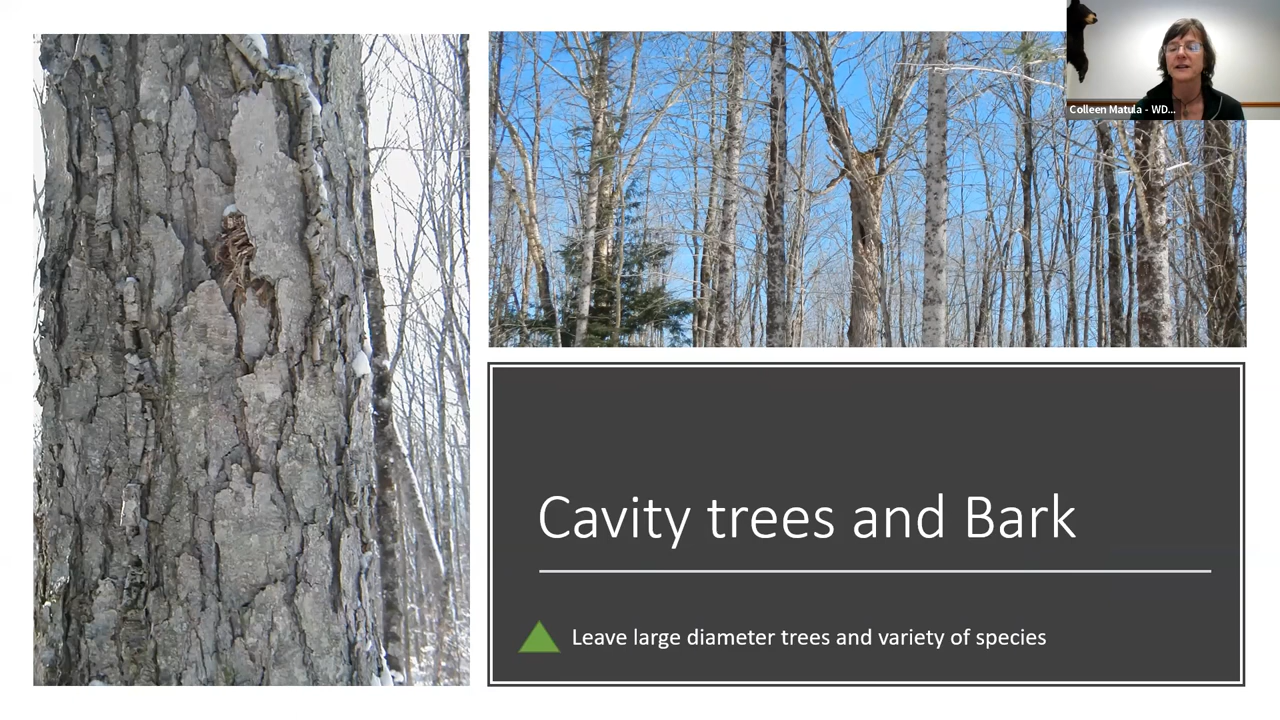 Colleen Matula - WD...
Cavity trees and Bark
Leave large diameter trees and variety of species